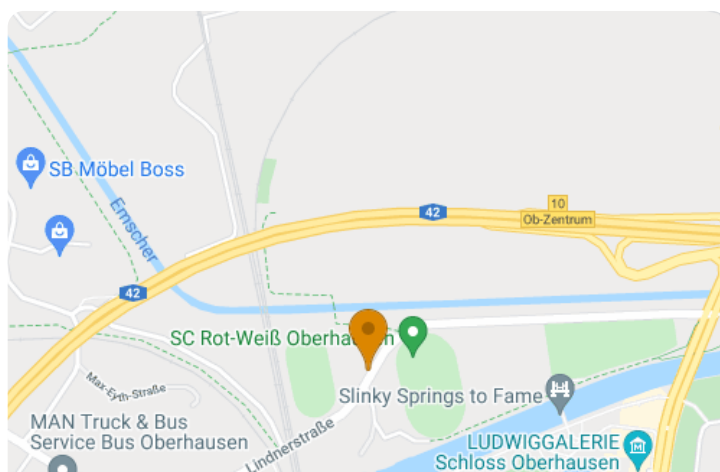 SB Möbel Boss
Emscher
42
10
Ob-Zentrum
42
SC Rot-Weiß Oberhausen
Max-Eyth-Straße
Slinky Springs to Fame
MAN Truck & Bus
Service Bus Oberhausen
Lindnerstraße
LUDWIGGALERIE
Schloss Oberhausen